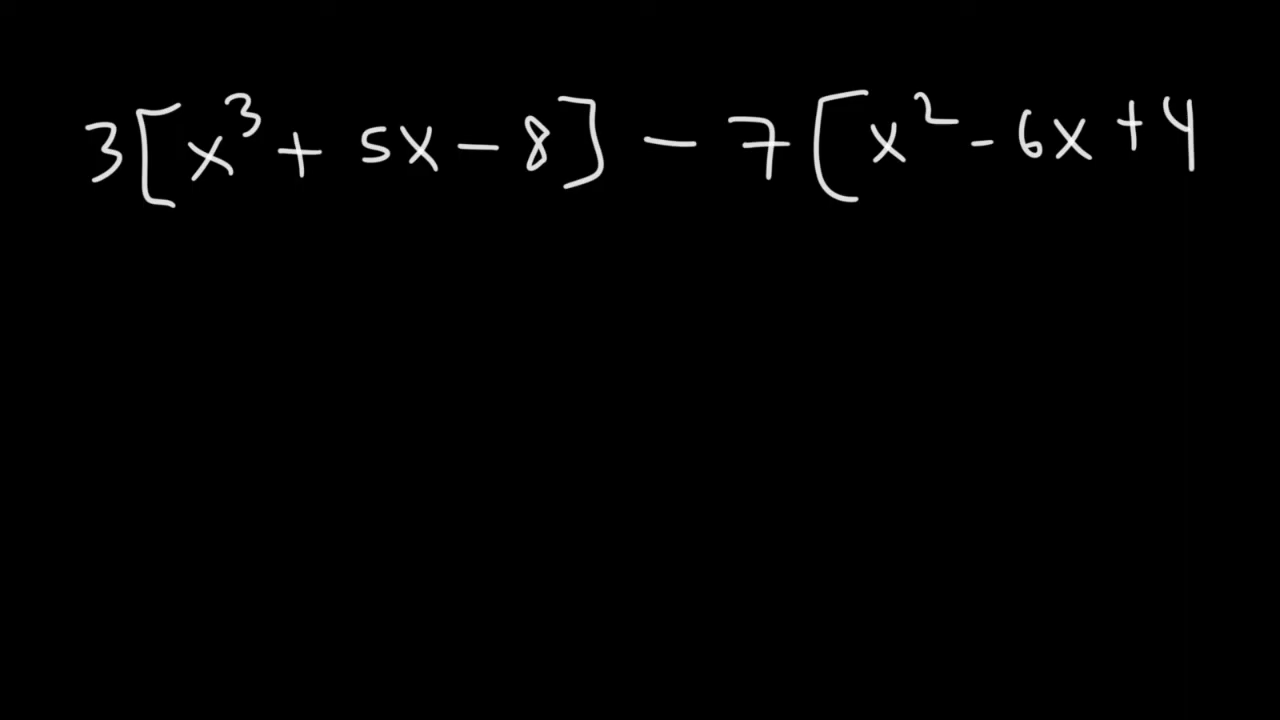 3[x³ + 5x - 8] - 7[x² - 6x + 4